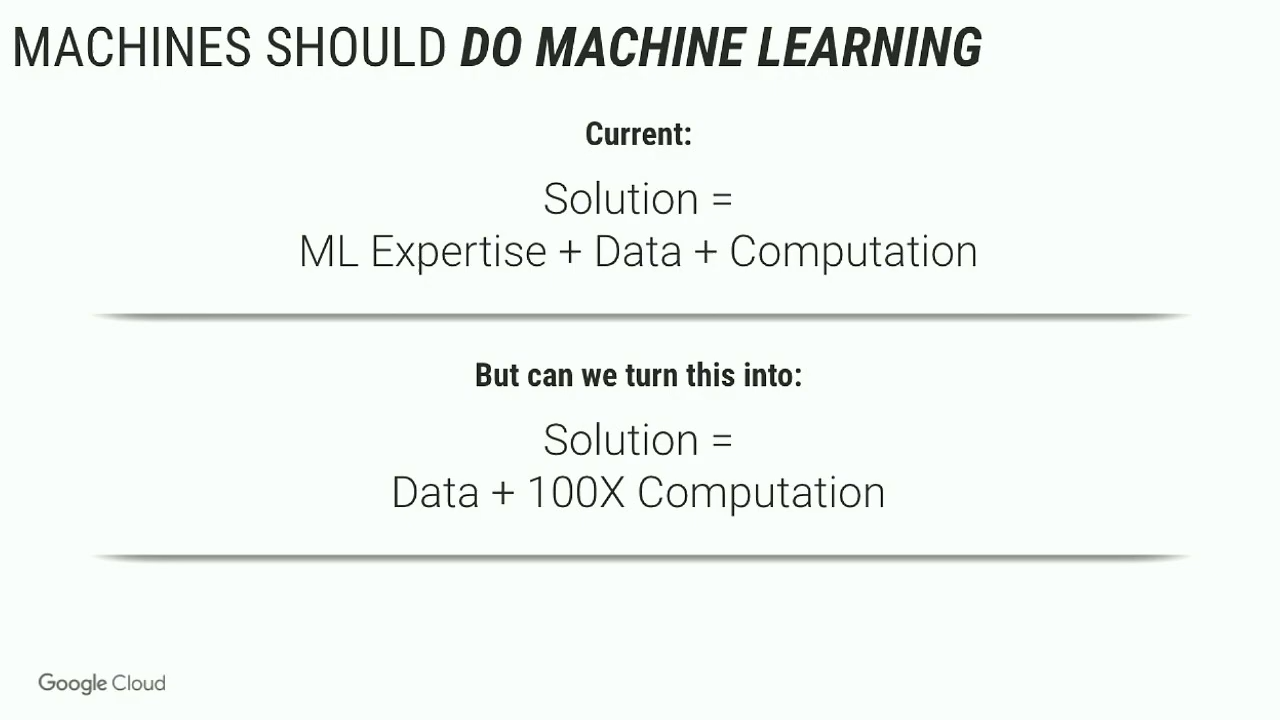 MACHINES SHOULD DO MACHINE LEARNING
Current:
Solution =
ML Expertise + Data + Computation
But can we turn this into:
Solution =
Data + 100X Computation
Google Cloud